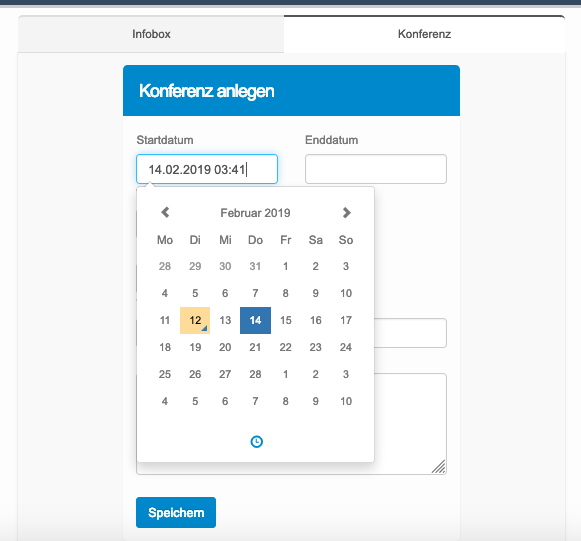 Infobox Konferenz
Konferenz anlegen
Startdatum Enddatum
14.02.2019 03:41
Februar 2019
Mo Di Mi Do Fr Sa So
28 29 30 31 1 2 3
4 5 6 7 8 9 10
11 12 13 14 15 16 17
18 19 20 21 22 23 24
25 26 27 28 1 2 3
4 5 6 7 8 9 10
Speichern